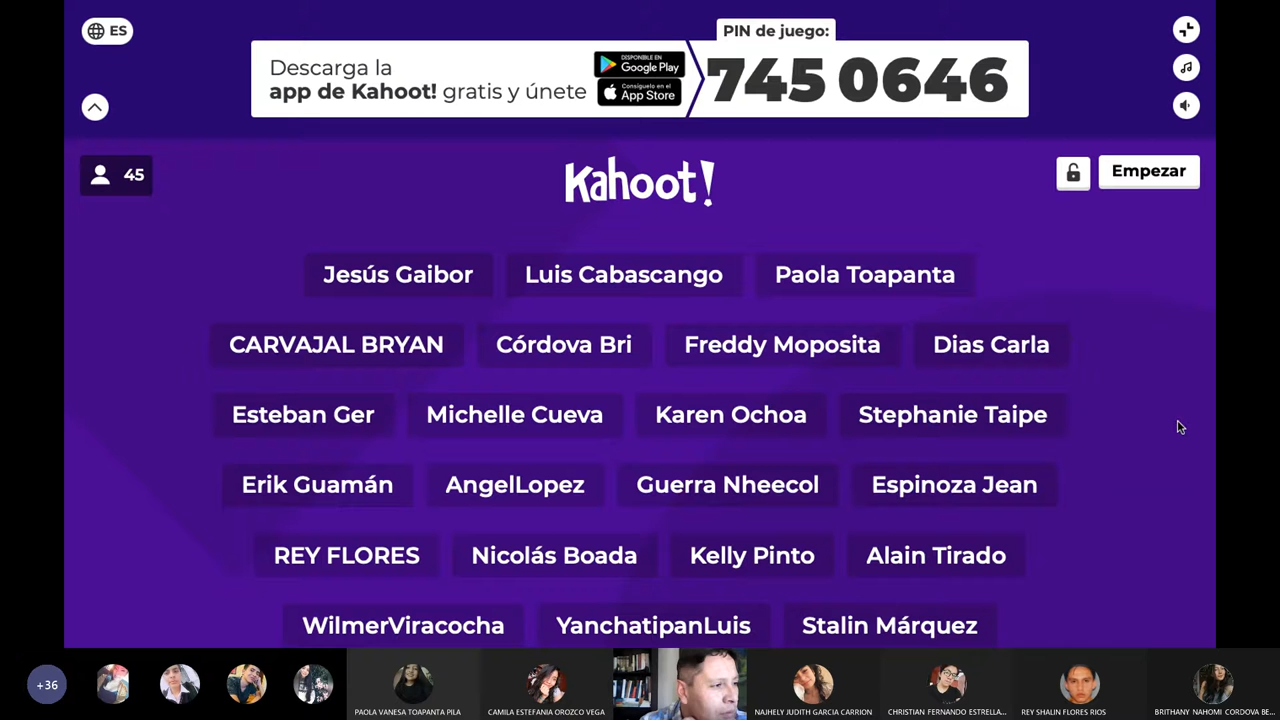 ES
PIN de juego:
Descarga la
app de Kahoot! gratis y únete
DISPONIBLE EN
Google Play
Consíguelo en el
App Store
745 0646
45
Kahoot!
Empezar
Jesús Gaibor Luis Cabascango Paola Toapanta
CARVAJAL BRYAN Córdova Bri Freddy Moposita Dias Carla
Esteban Ger Michelle Cueva Karen Ochoa Stephanie Taipe
Erik Guamán AngelLopez Guerra Nheecol Espinoza Jean
REY FLORES Nicolás Boada Kelly Pinto Alain Tirado
WilmerViracocha YanchatipanLuis Stalin Márquez
+36
PAOLA VANESA TOAPANTA PILA
CAMILA ESTEFANIA OROZCO VEGA
NAJHELY JUDITH GARCIA CARRION
CHRISTIAN FERNANDO ESTRELLA...
REY SHALIN FLORES RIOS
BRITHANY NAHOMI CORDOVA BE...